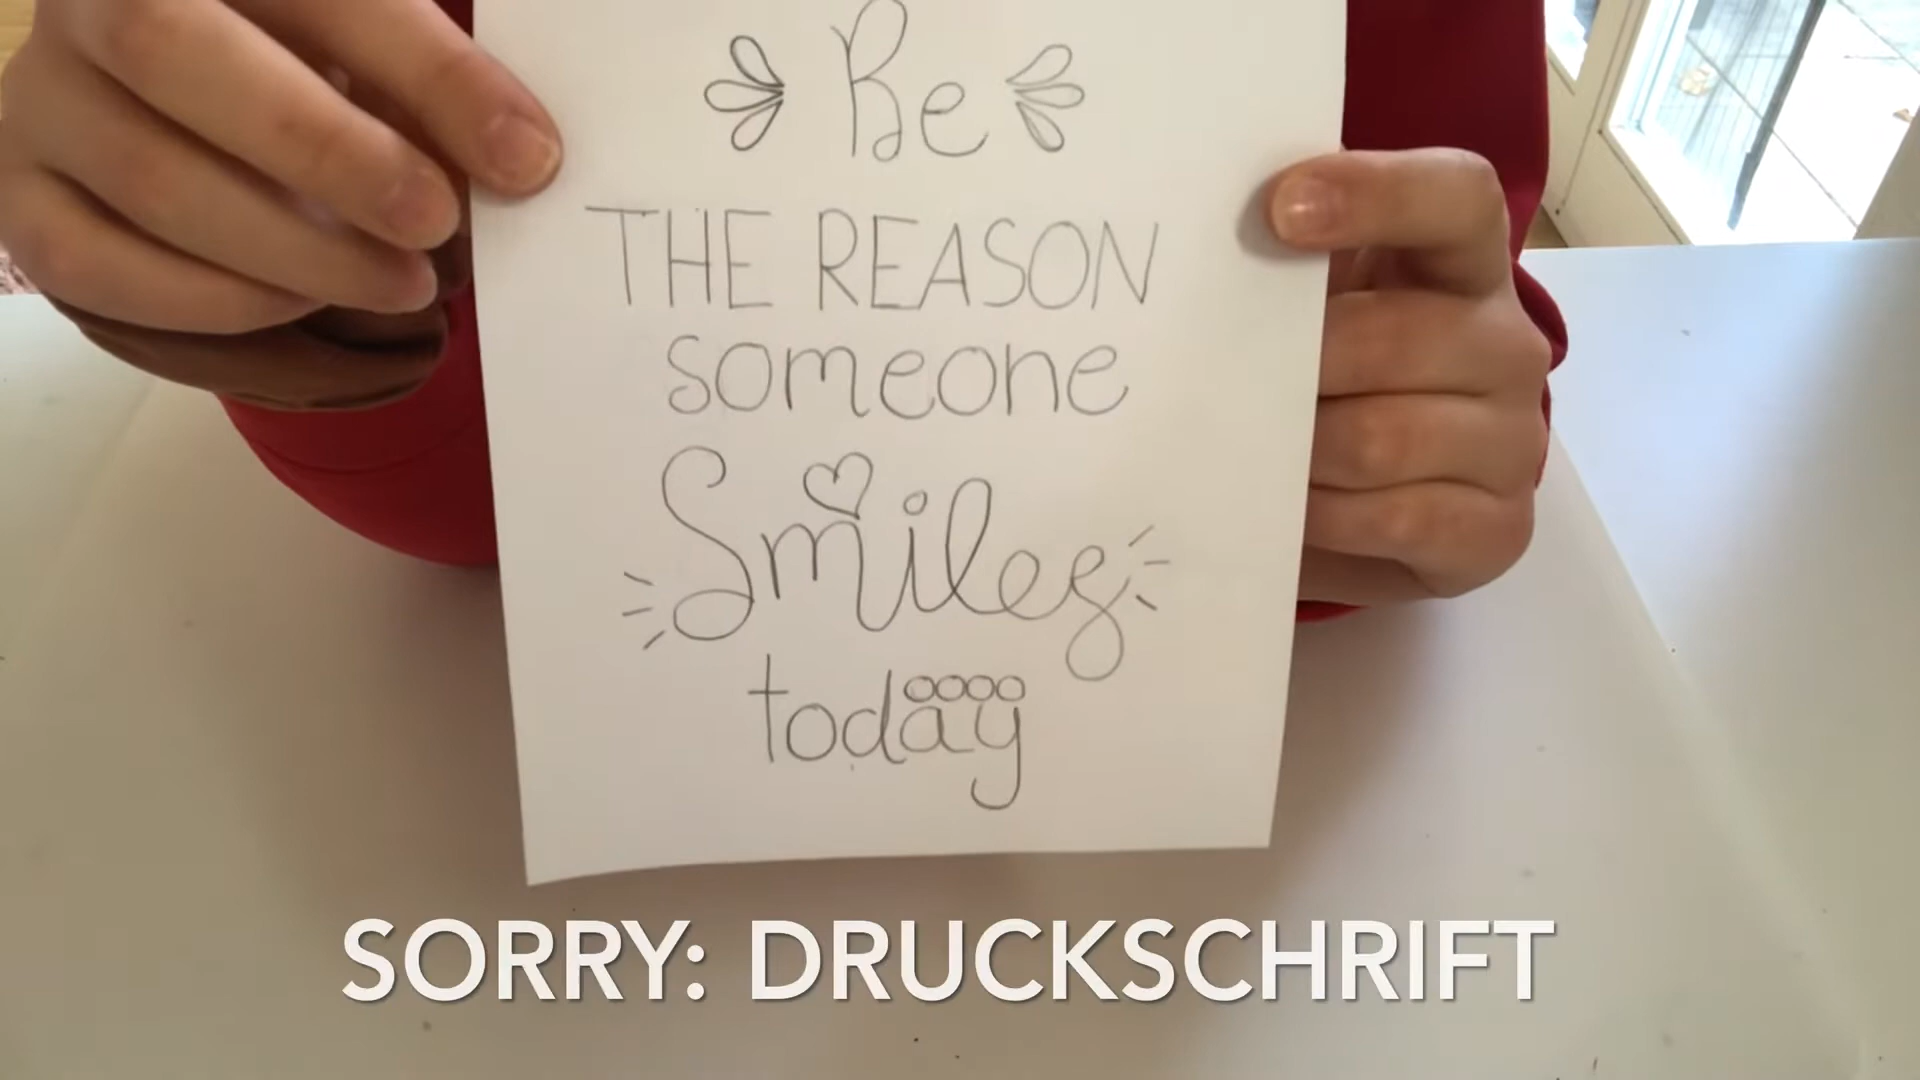 Be
THE REASON
someone
Smiles
today
SORRY: DRUCKSCHRIFT